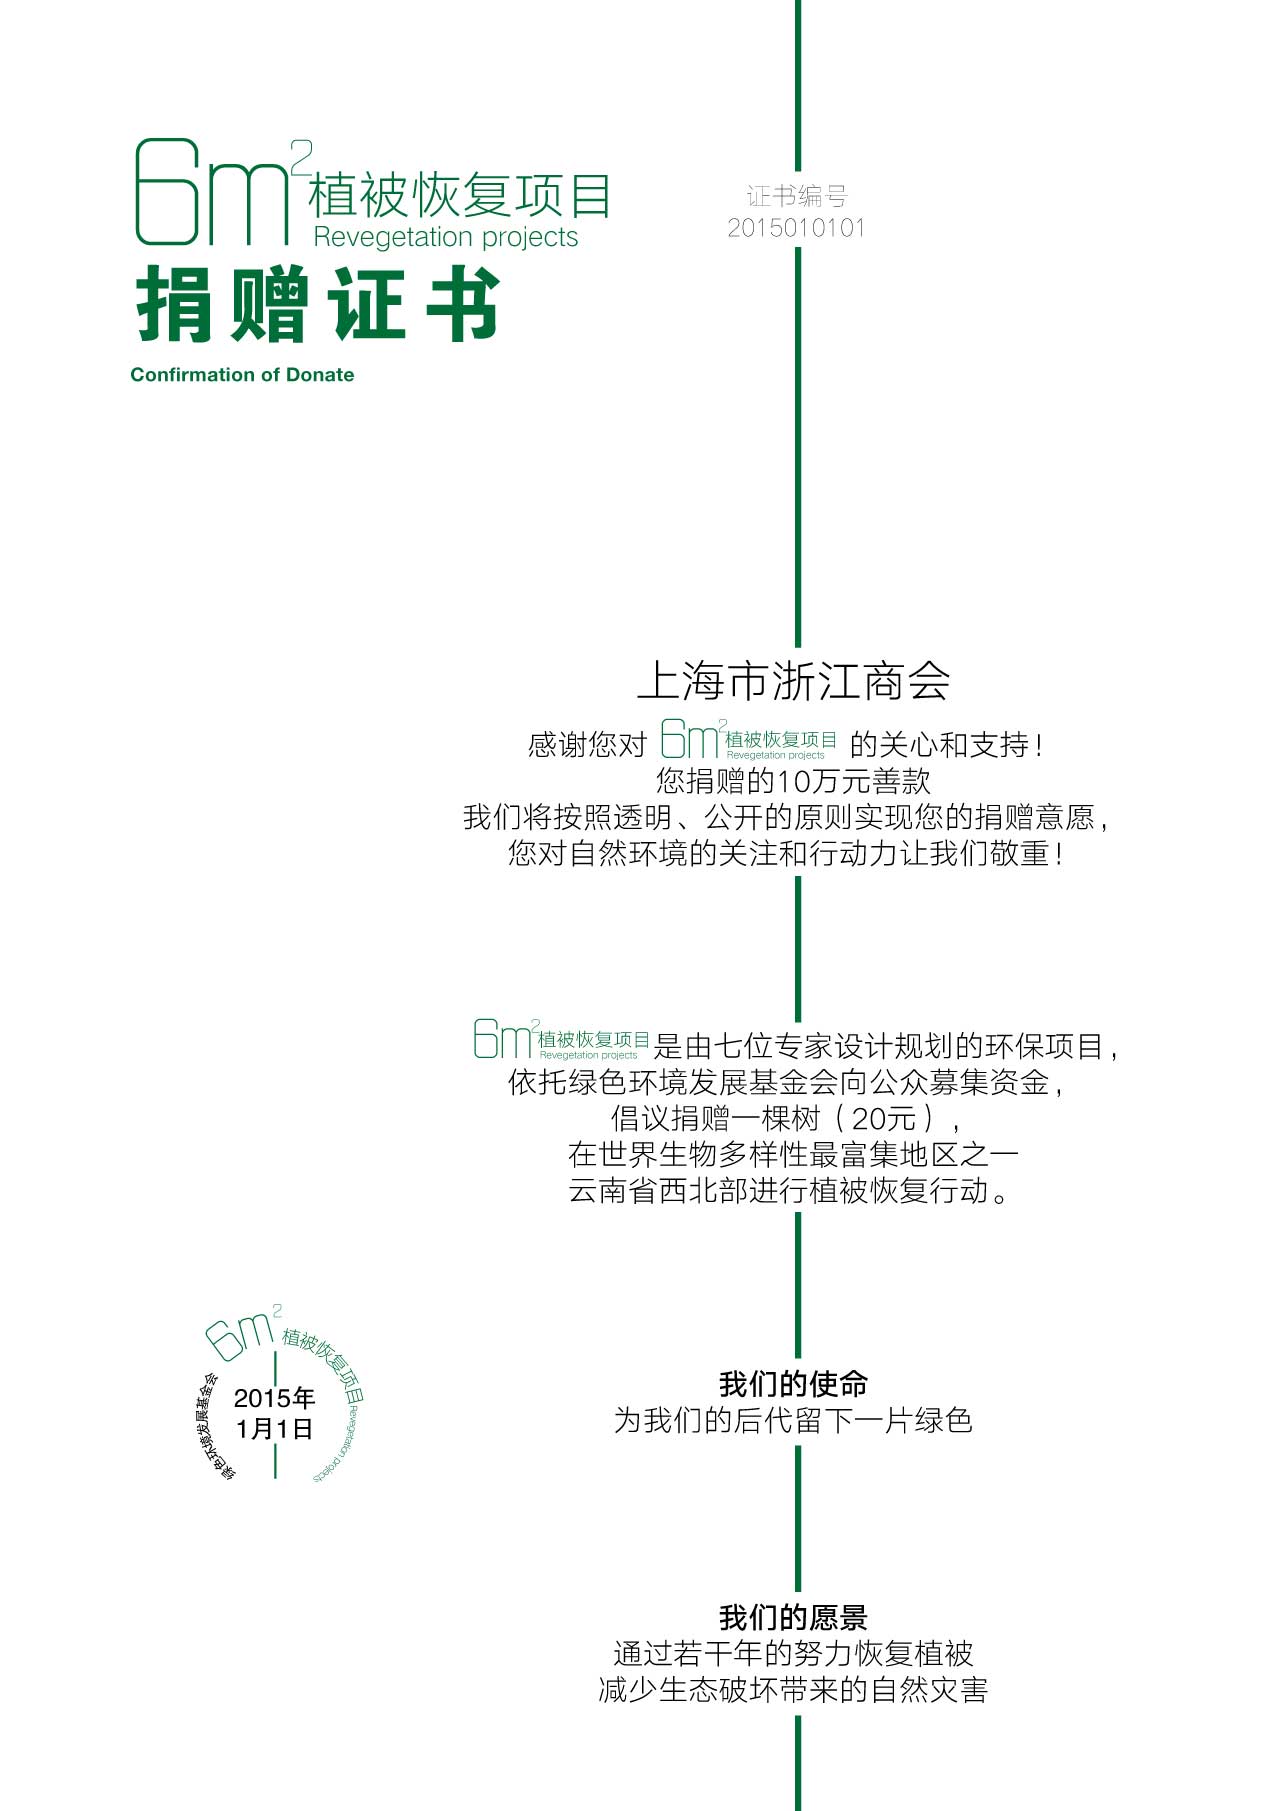 6m²植被恢复项目
Revegetation projects
捐赠证书
Confirmation of Donate
证书编号
2015010101
上海市浙江商会
感谢您对 6m²植被恢复项目 Revegetation projects 的关心和支持！
您捐赠的10万元善款
我们将按照透明、公开的原则实现您的捐赠意愿，
您对自然环境的关注和行动力让我们敬重！
6m²植被恢复项目 Revegetation projects 是由七位专家设计规划的环保项目，
依托绿色环境发展基金会向公众募集资金，
倡议捐赠一棵树（20元），
在世界生物多样性最富集地区之一
云南省西北部进行植被恢复行动。
6m²植被恢复项目 Revegetation projects
绿色环境发展基金会
2015年
1月1日
我们的使命
为我们的后代留下一片绿色
我们的愿景
通过若干年的努力恢复植被
减少生态破坏带来的自然灾害